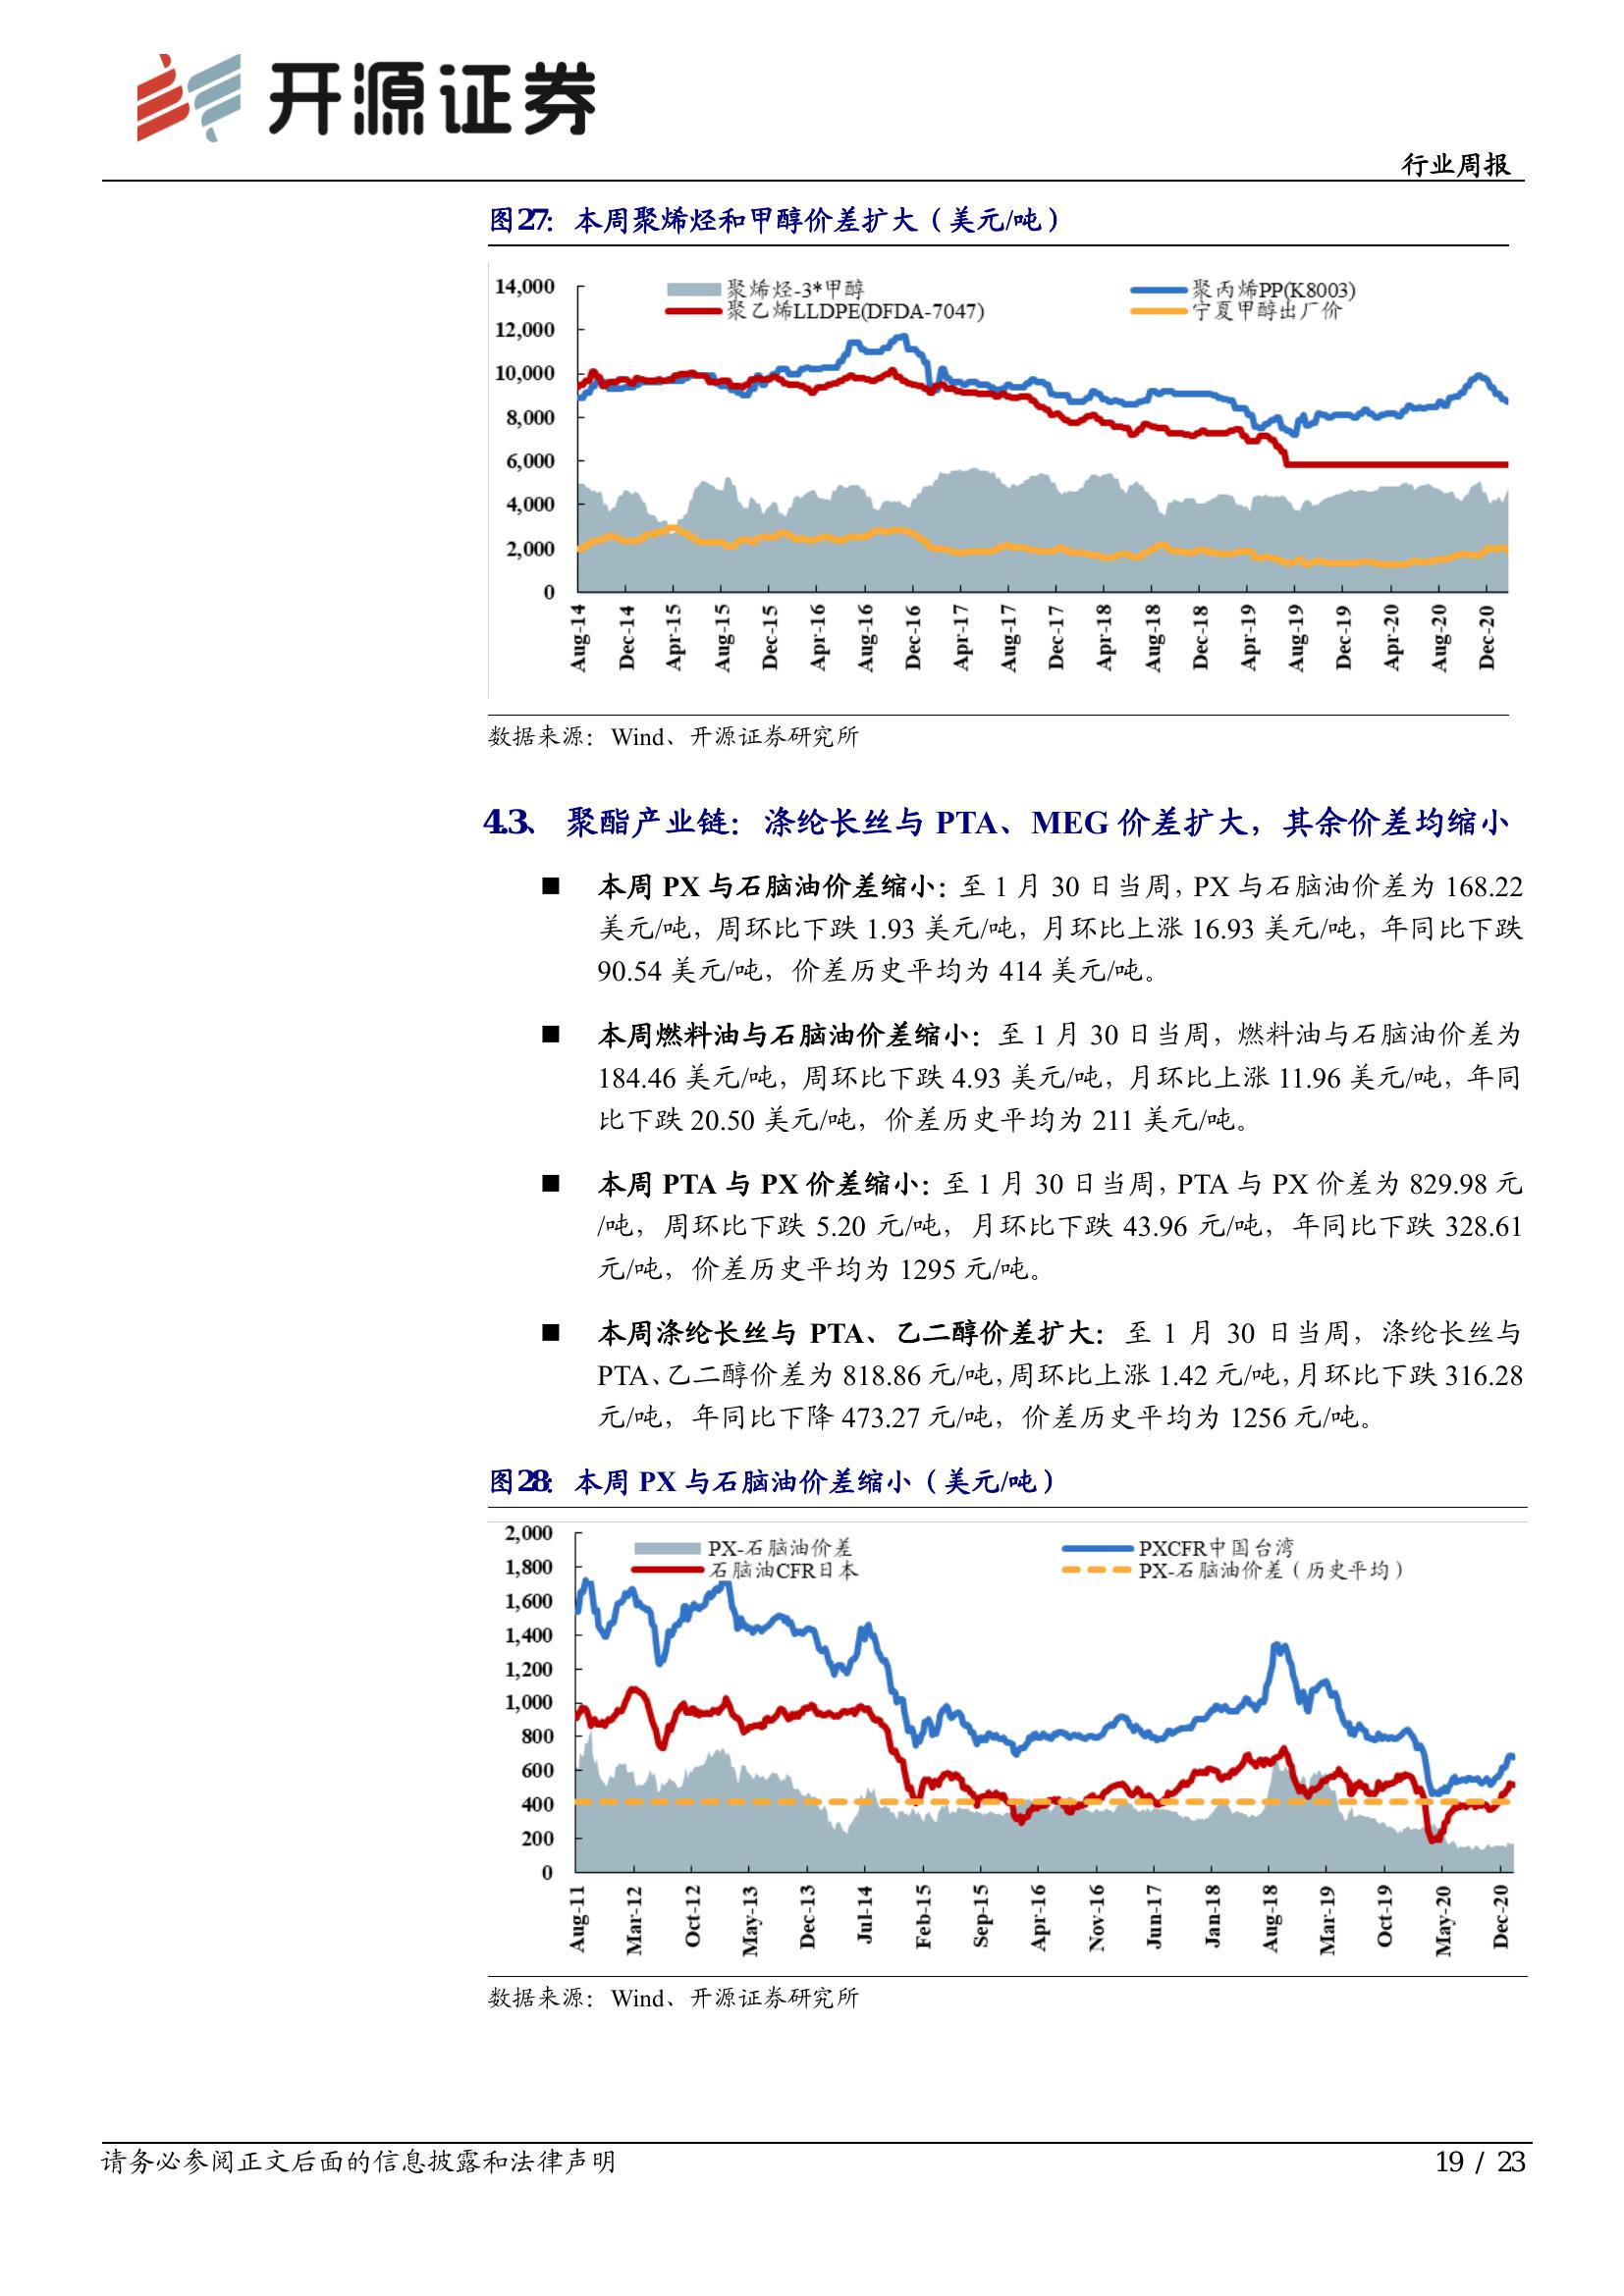 开源证券
行业周报
图27： 本周聚烯烃和甲醇价差扩大（美元/吨）
聚烯烃-3*甲醇
聚丙烯PP(K8003)
聚乙烯LLDPE(DFDA-7047)
宁夏甲醇出厂价
14,000
12,000
10,000
8,000
6,000
4,000
2,000
0
Aug-14
Dec-14
Apr-15
Aug-15
Dec-15
Apr-16
Aug-16
Dec-16
Apr-17
Aug-17
Dec-17
Apr-18
Aug-18
Dec-18
Apr-19
Aug-19
Dec-19
Apr-20
Aug-20
Dec-20
数据来源：Wind、开源证券研究所
4.3、 聚酯产业链：涤纶长丝与 PTA、MEG 价差扩大，其余价差均缩小
■ 本周 PX 与石脑油价差缩小：至 1 月 30 日当周，PX 与石脑油价差为 168.22
美元/吨，周环比下跌 1.93 美元/吨，月环比上涨 16.93 美元/吨，年同比下跌
90.54 美元/吨，价差历史平均为 414 美元/吨。
■ 本周燃料油与石脑油价差缩小：至 1 月 30 日当周，燃料油与石脑油价差为
184.46 美元/吨，周环比下跌 4.93 美元/吨，月环比上涨 11.96 美元/吨，年同
比下跌 20.50 美元/吨，价差历史平均为 211 美元/吨。
■ 本周 PTA 与 PX 价差缩小：至 1 月 30 日当周，PTA 与 PX 价差为 829.98 元
/吨，周环比下跌 5.20 元/吨，月环比下跌 43.96 元/吨，年同比下跌 328.61
元/吨，价差历史平均为 1295 元/吨。
■ 本周涤纶长丝与 PTA、乙二醇价差扩大：至 1 月 30 日当周，涤纶长丝与
PTA、乙二醇价差为 818.86 元/吨，周环比上涨 1.42 元/吨，月环比下跌 316.28
元/吨，年同比下降 473.27 元/吨，价差历史平均为 1256 元/吨。
图28： 本周 PX 与石脑油价差缩小（美元/吨）
PX-石脑油价差
PXCFR中国台湾
石脑油CFR日本
PX-石脑油价差（历史平均）
2,000
1,800
1,600
1,400
1,200
1,000
800
600
400
200
0
Aug-11
Mar-12
Oct-12
May-13
Dec-13
Jul-14
Feb-15
Sep-15
Apr-16
Nov-16
Jun-17
Jan-18
Aug-18
Mar-19
Oct-19
May-20
Dec-20
数据来源：Wind、开源证券研究所
请务必参阅正文后面的信息披露和法律声明
19 / 23